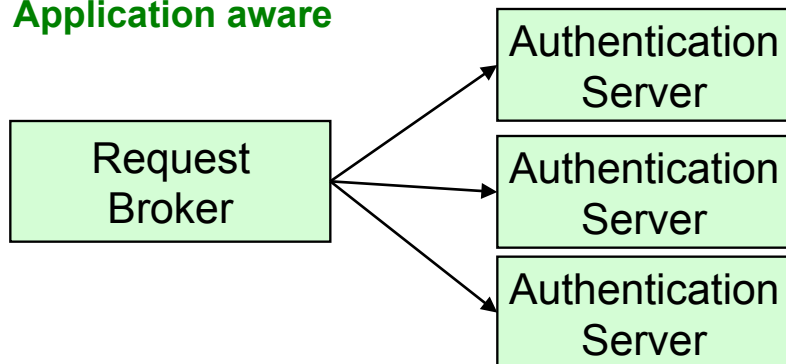 Application aware
Authentication
Server
Request
Broker
Authentication
Server
Authentication
Server